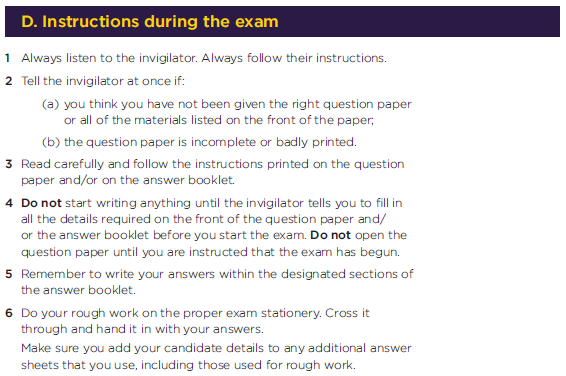 D. Instructions during the exam
1 Always listen to the invigilator. Always follow their instructions.
2 Tell the invigilator at once if:
(a) you think you have not been given the right question paper
or all of the materials listed on the front of the paper;
(b) the question paper is incomplete or badly printed.
3 Read carefully and follow the instructions printed on the question
paper and/or on the answer booklet.
4 Do not start writing anything until the invigilator tells you to fill in
all the details required on the front of the question paper and/
or the answer booklet before you start the exam. Do not open the
question paper until you are instructed that the exam has begun.
5 Remember to write your answers within the designated sections of
the answer booklet.
6 Do your rough work on the proper exam stationery. Cross it
through and hand it in with your answers.
Make sure you add your candidate details to any additional answer
sheets that you use, including those used for rough work.